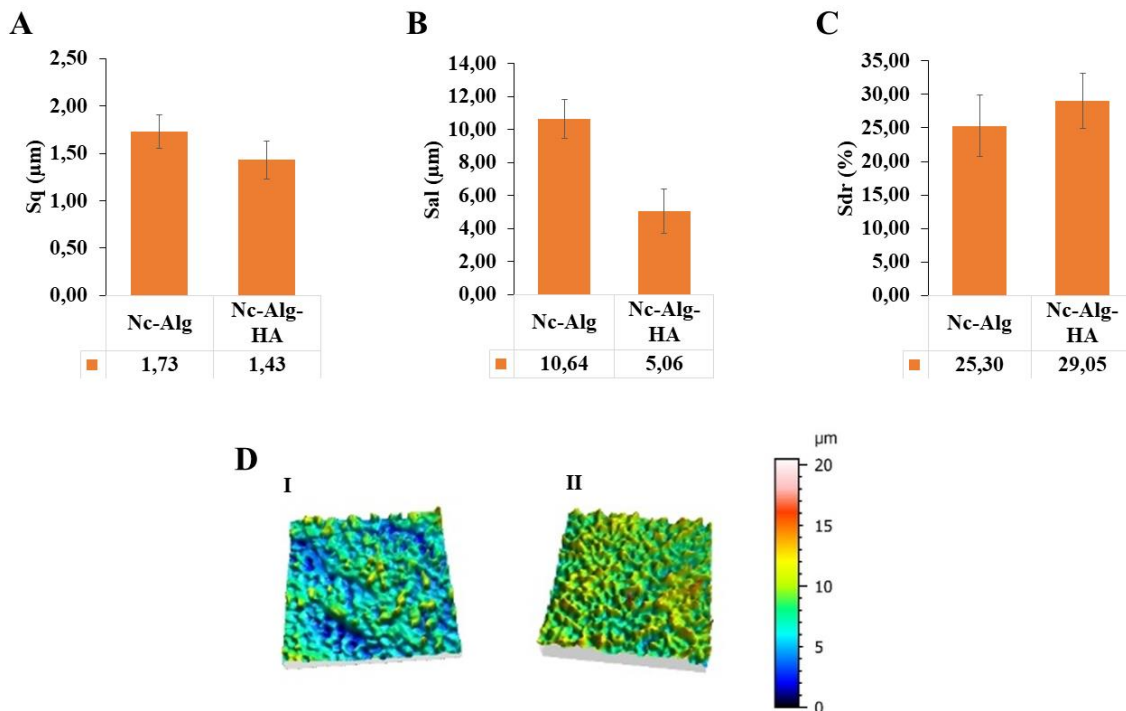 A
Sq (µm)
2,50
2,00
1,50
1,00
0,50
0,00
Nc-Alg
Nc-Alg-
HA
1,73
1,43
B
Sal (µm)
14,00
12,00
10,00
8,00
6,00
4,00
2,00
0,00
Nc-Alg
Nc-Alg-
HA
10,64
5,06
C
Sdr (%)
35,00
30,00
25,00
20,00
15,00
10,00
5,00
0,00
Nc-Alg
Nc-Alg-
HA
25,30
29,05
D
I
II
µm
20
15
10
5
0